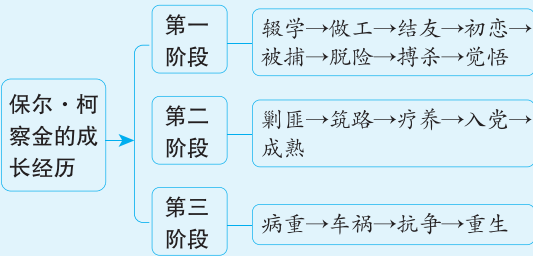 保尔·柯
察金的成
长经历
第一
阶段
辍学→做工→结友→初恋→
被捕→脱险→搏杀→觉悟
第二
阶段
剿匪→筑路→疗养→入党→
成熟
第三
阶段
病重→车祸→抗争→重生